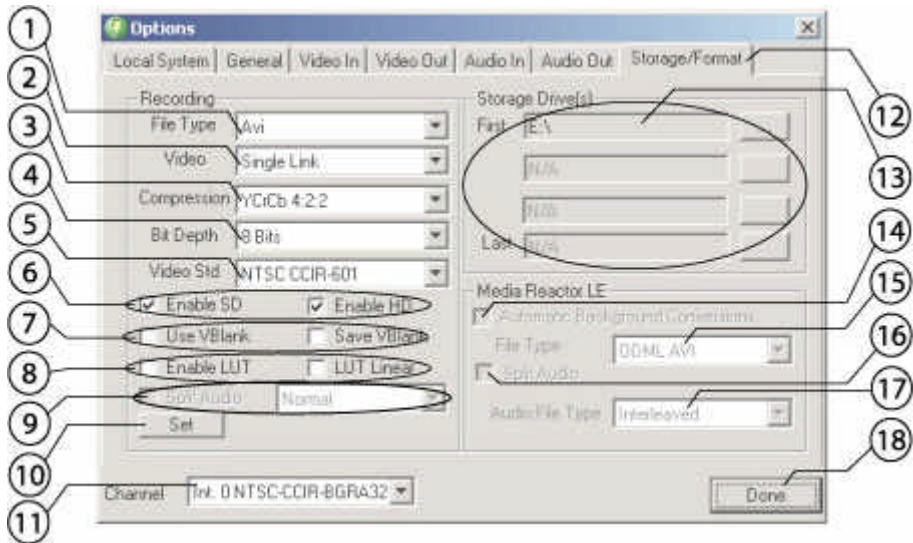 Options
Local System General Video In Video Out Audio In Audio Out Storage/Format
Recording
File Type Avi
Video Single Link
Compression YCrCb 4:2:2
Bit Depth 8 Bits
Video Std NTSC CCIR-601
Enable SD Enable HD
Use VBlank Save VBlank
Enable LUT LUT Linear
Split Audio Normal
Set
Storage Drive(s)
First E:\
N/A
N/A
Last N/A
Media Reactor LE
Automatic Background Conversions
File Type ODML AVI
Split Audio
Audio File Type Interleaved
Channel Int. 0 NTSC-CCIR-BGRA32
Done
1
2
3
4
5
6
7
8
9
10
11
12
13
14
15
16
17
18